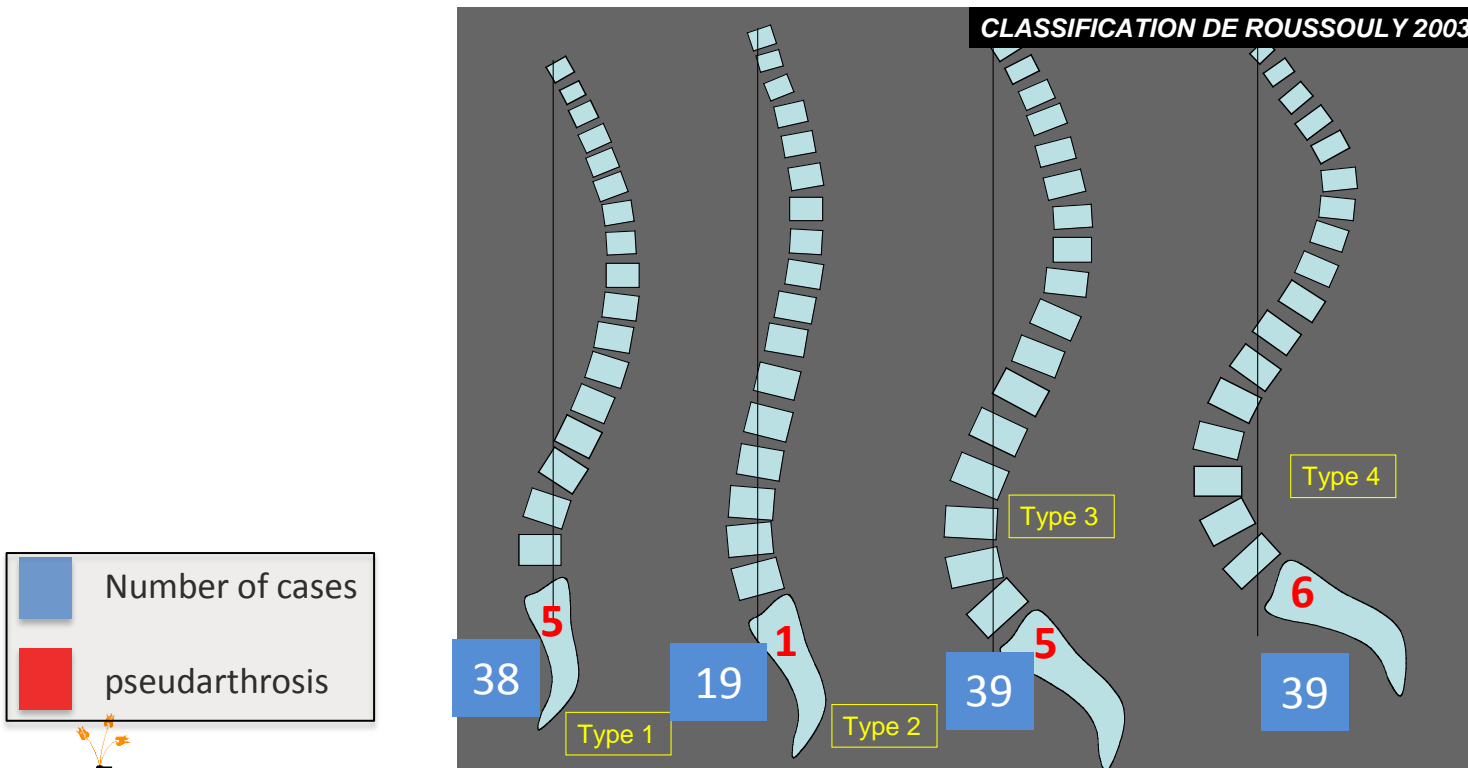 CLASSIFICATION DE ROUSSOULY 2003
Number of cases
pseudarthrosis
5
38
Type 1
1
19
Type 2
Type 3
5
39
Type 4
6
39